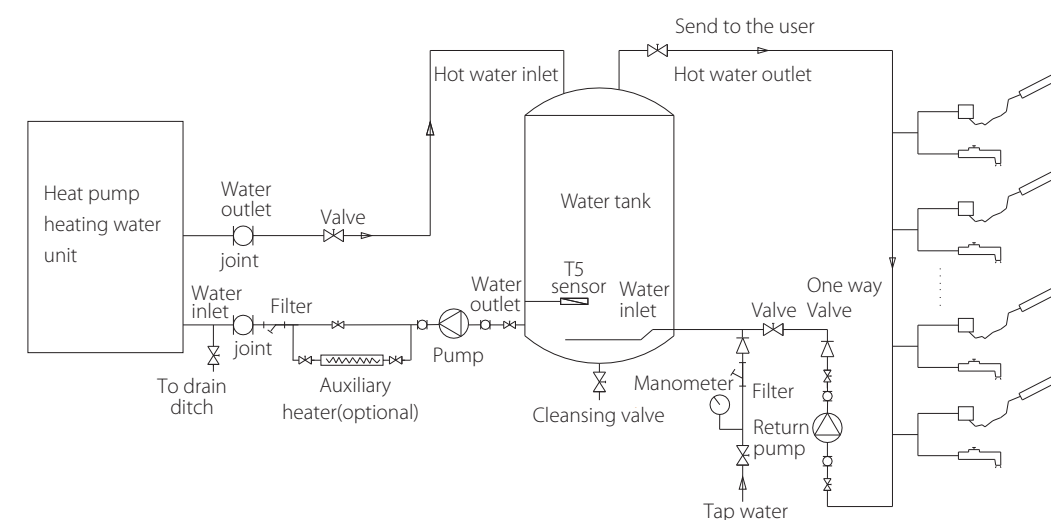 Send to the user
Hot water inlet
Hot water outlet
Heat pump
heating water
unit
Water
outlet
Valve
joint
Water tank
T5
sensor
Water
inlet
Filter
Water
outlet
Water
inlet
One way
Valve
Valve
joint
Pump
To drain
ditch
Auxiliary
heater(optional)
Cleansing valve
Manometer
Filter
Return
pump
Tap water